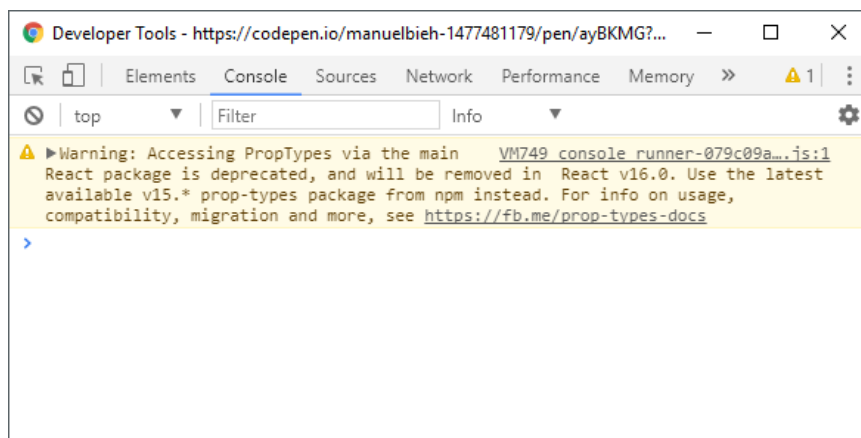 Developer Tools - https://codepen.io/manuelbieh-1477481179/pen/ayBKMG?...
Elements Console Sources Network Performance Memory » 1
top Filter Info
Warning: Accessing PropTypes via the main VM749 console_runner-079c09a….js:1
React package is deprecated, and will be removed in  React v16.0. Use the latest
available v15.* prop-types package from npm instead. For info on usage,
compatibility, migration and more, see https://fb.me/prop-types-docs